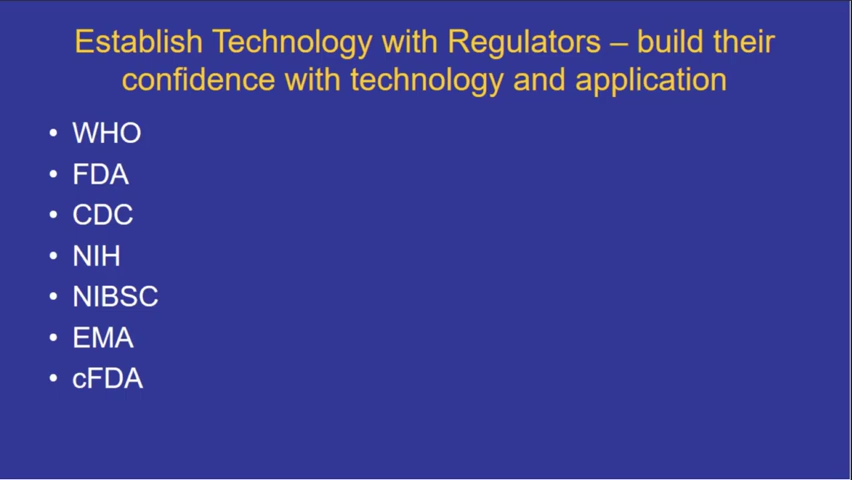 Establish Technology with Regulators – build their
confidence with technology and application
• WHO
• FDA
• CDC
• NIH
• NIBSC
• EMA
• cFDA